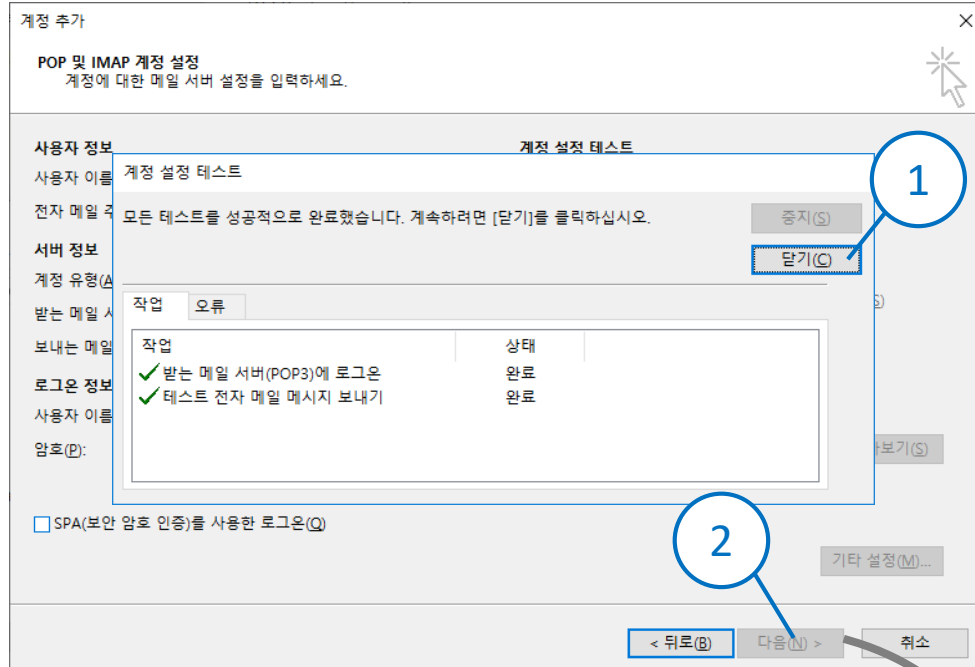 계정 추가
POP 및 IMAP 계정 설정
계정에 대한 메일 서버 설정을 입력하세요.
사용자 정보
계정 설정 테스트
사용자 이름
전자 메일
서버 정보
계정 유형(A
받는 메일
보내는 메일
로그온 정보
사용자 이름
암호(P):
계정 설정 테스트
모든 테스트를 성공적으로 완료했습니다. 계속하려면 [닫기]를 클릭하십시오.
중지(S)
닫기(C)
1
작업 오류
작업 상태
받는 메일 서버(POP3)에 로그온 완료
테스트 전자 메일 메시지 보내기 완료
S)
보기(S)
SPA(보안 암호 인증)를 사용한 로그온(Q)
2
기타 설정(M)...
< 뒤로(B) 다음(N) > 취소